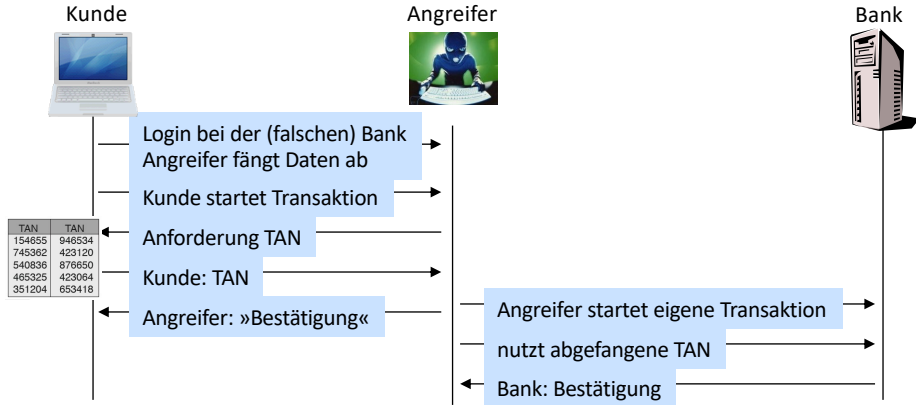 Kunde
Angreifer
Bank
Login bei der (falschen) Bank
Angreifer fängt Daten ab
Kunde startet Transaktion
Anforderung TAN
TAN TAN
154655 946534
745362 423120
540836 876650
465325 423064
351204 653418
Kunde: TAN
Angreifer: »Bestätigung«
Angreifer startet eigene Transaktion
nutzt abgefangene TAN
Bank: Bestätigung